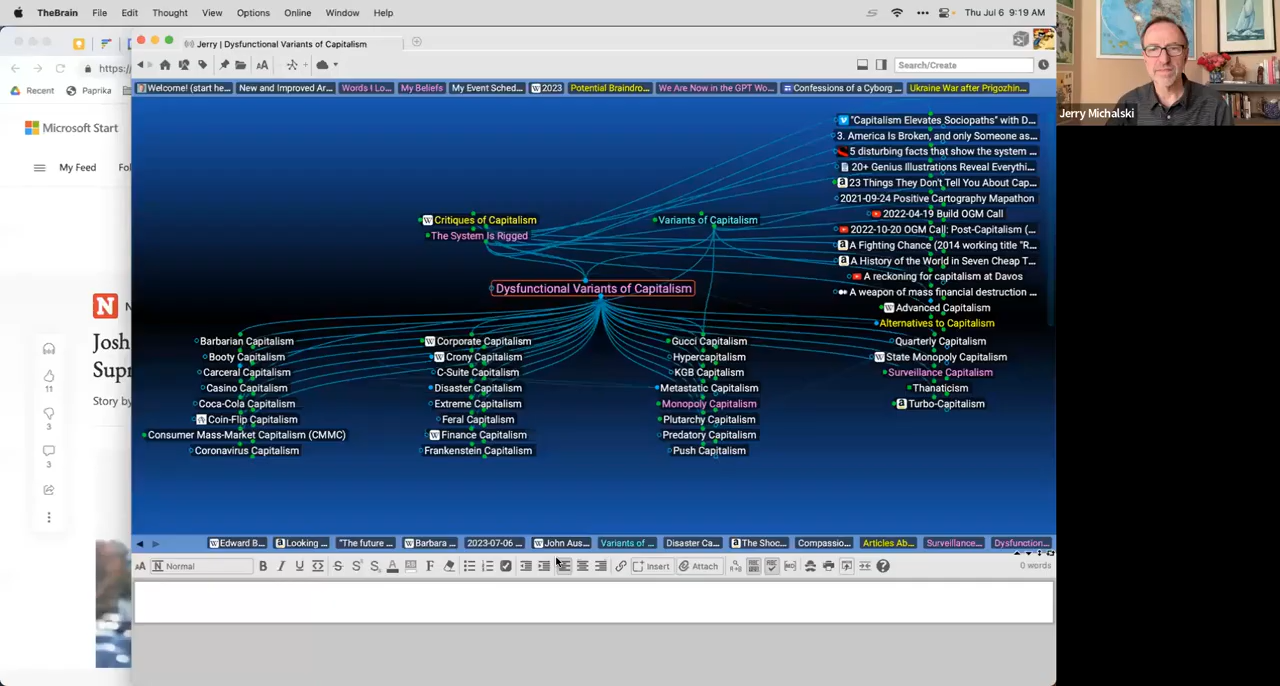 TheBrain File Edit Thought View Options Online Window Help
Thu Jul 6 9:19 AM
Jerry | Dysfunctional Variants of Capitalism
https:/
Search/Create
Recent Paprika
Welcome! (start he... New and Improved Ar... Words I Lo... My Beliefs My Event Sched... 2023 Potential Braindro... We Are Now in the GPT Wo... Confessions of a Cyborg ... Ukraine War after Prigozhin...
Jerry Michalski
Microsoft Start
My Feed Fol
"Capitalism Elevates Sociopaths" with D...
3. America Is Broken, and only Someone as...
5 disturbing facts that show the system ...
20+ Genius Illustrations Reveal Everythi...
23 Things They Don't Tell You About Cap...
2021-09-24 Positive Cartography Mapathon
2022-04-19 Build OGM Call
2022-10-20 OGM Call: Post-Capitalism (...
A Fighting Chance (2014 working title "R...
A History of the World in Seven Cheap T...
A reckoning for capitalism at Davos
A weapon of mass financial destruction ...
Advanced Capitalism
Alternatives to Capitalism
Quarterly Capitalism
State Monopoly Capitalism
Surveillance Capitalism
Thanaticism
Turbo-Capitalism
Critiques of Capitalism
The System Is Rigged
Variants of Capitalism
Dysfunctional Variants of Capitalism
Barbarian Capitalism
Booty Capitalism
Carceral Capitalism
Casino Capitalism
Coca-Cola Capitalism
Coin-Flip Capitalism
Consumer Mass-Market Capitalism (CMMC)
Coronavirus Capitalism
Corporate Capitalism
Crony Capitalism
C-Suite Capitalism
Disaster Capitalism
Extreme Capitalism
Feral Capitalism
Finance Capitalism
Frankenstein Capitalism
Gucci Capitalism
Hypercapitalism
KGB Capitalism
Metastatic Capitalism
Monopoly Capitalism
Plutarchy Capitalism
Predatory Capitalism
Push Capitalism
N N
Josh
Supr
Story by
11
3
3
Edward B... Looking ... "The future ... Barbara ... 2023-07-06 ... John Aus... Variants of ... Disaster Ca... The Shoc... Compassio... Articles Ab... Surveillance... Dysfunction...
Normal B I U Insert Attach 0 words